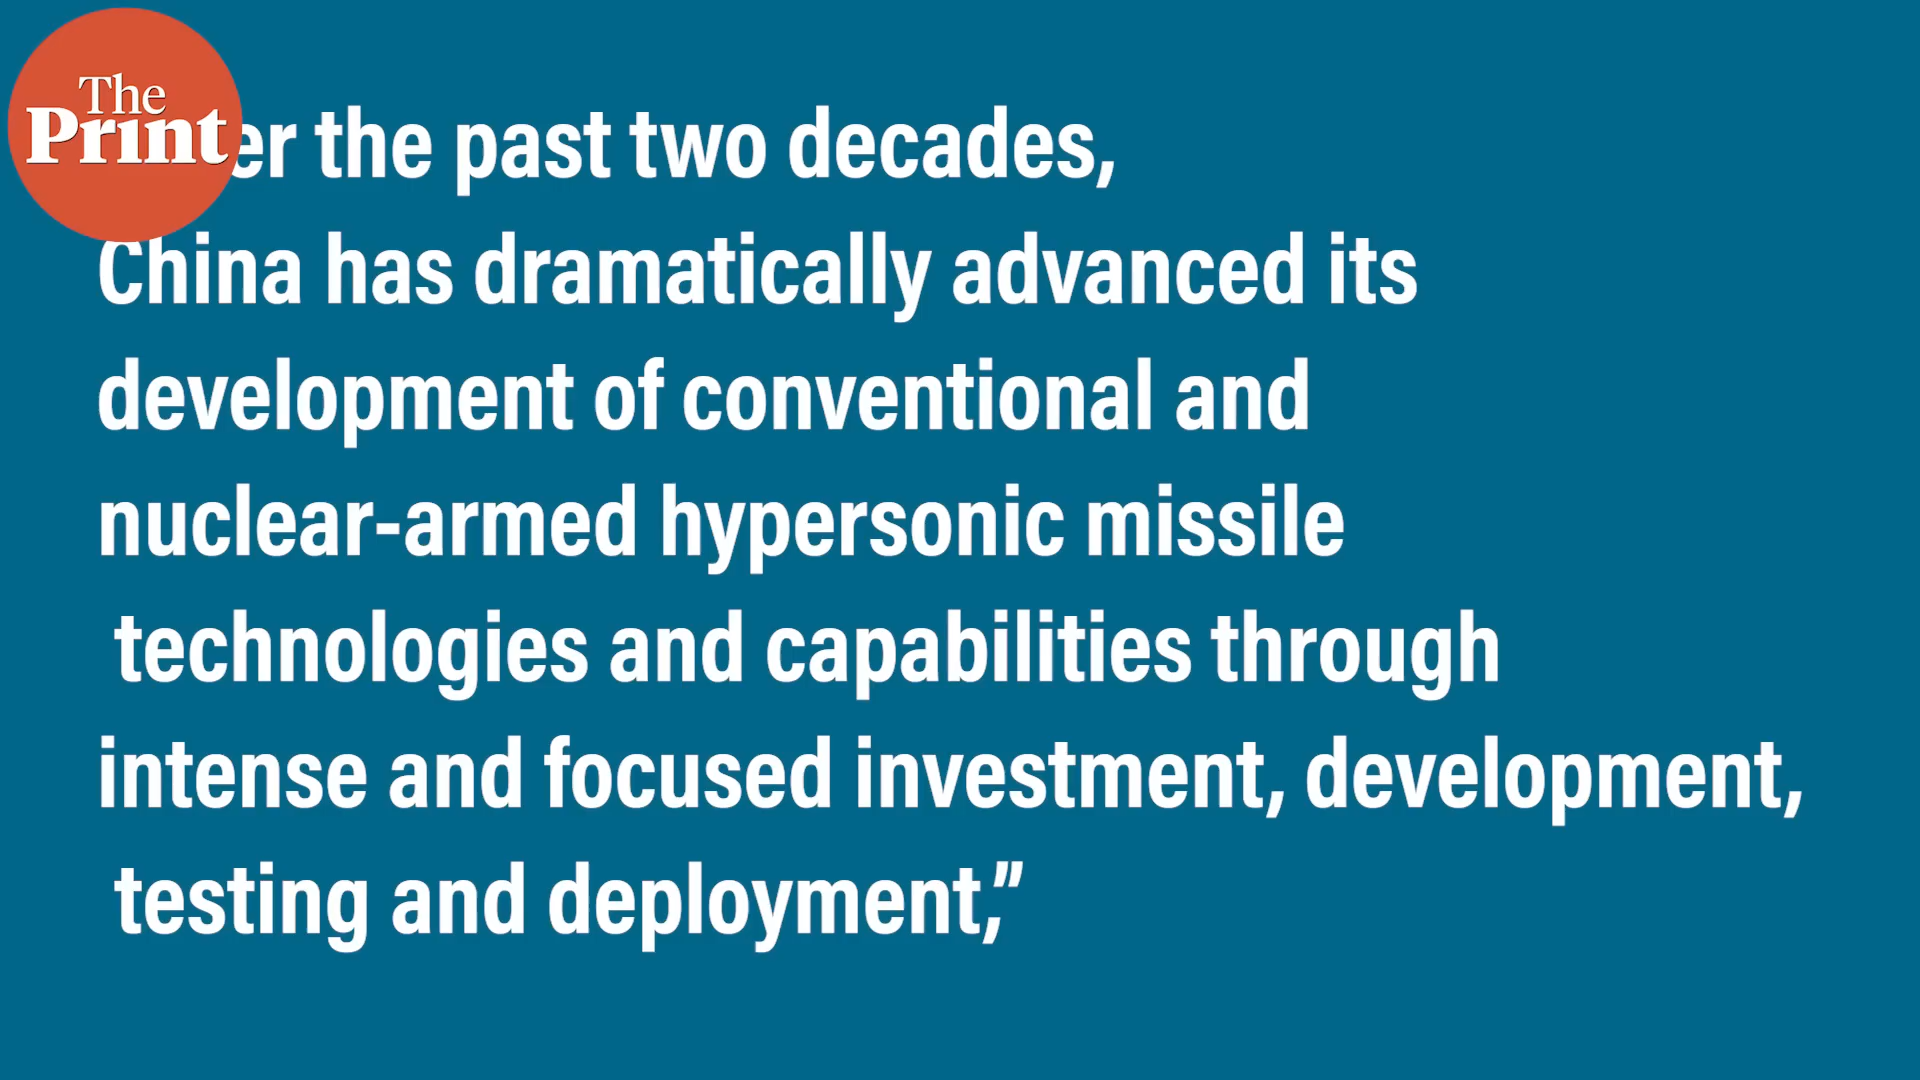 The
Print
er the past two decades,
China has dramatically advanced its
development of conventional and
nuclear-armed hypersonic missile
technologies and capabilities through
intense and focused investment, development,
testing and deployment,”